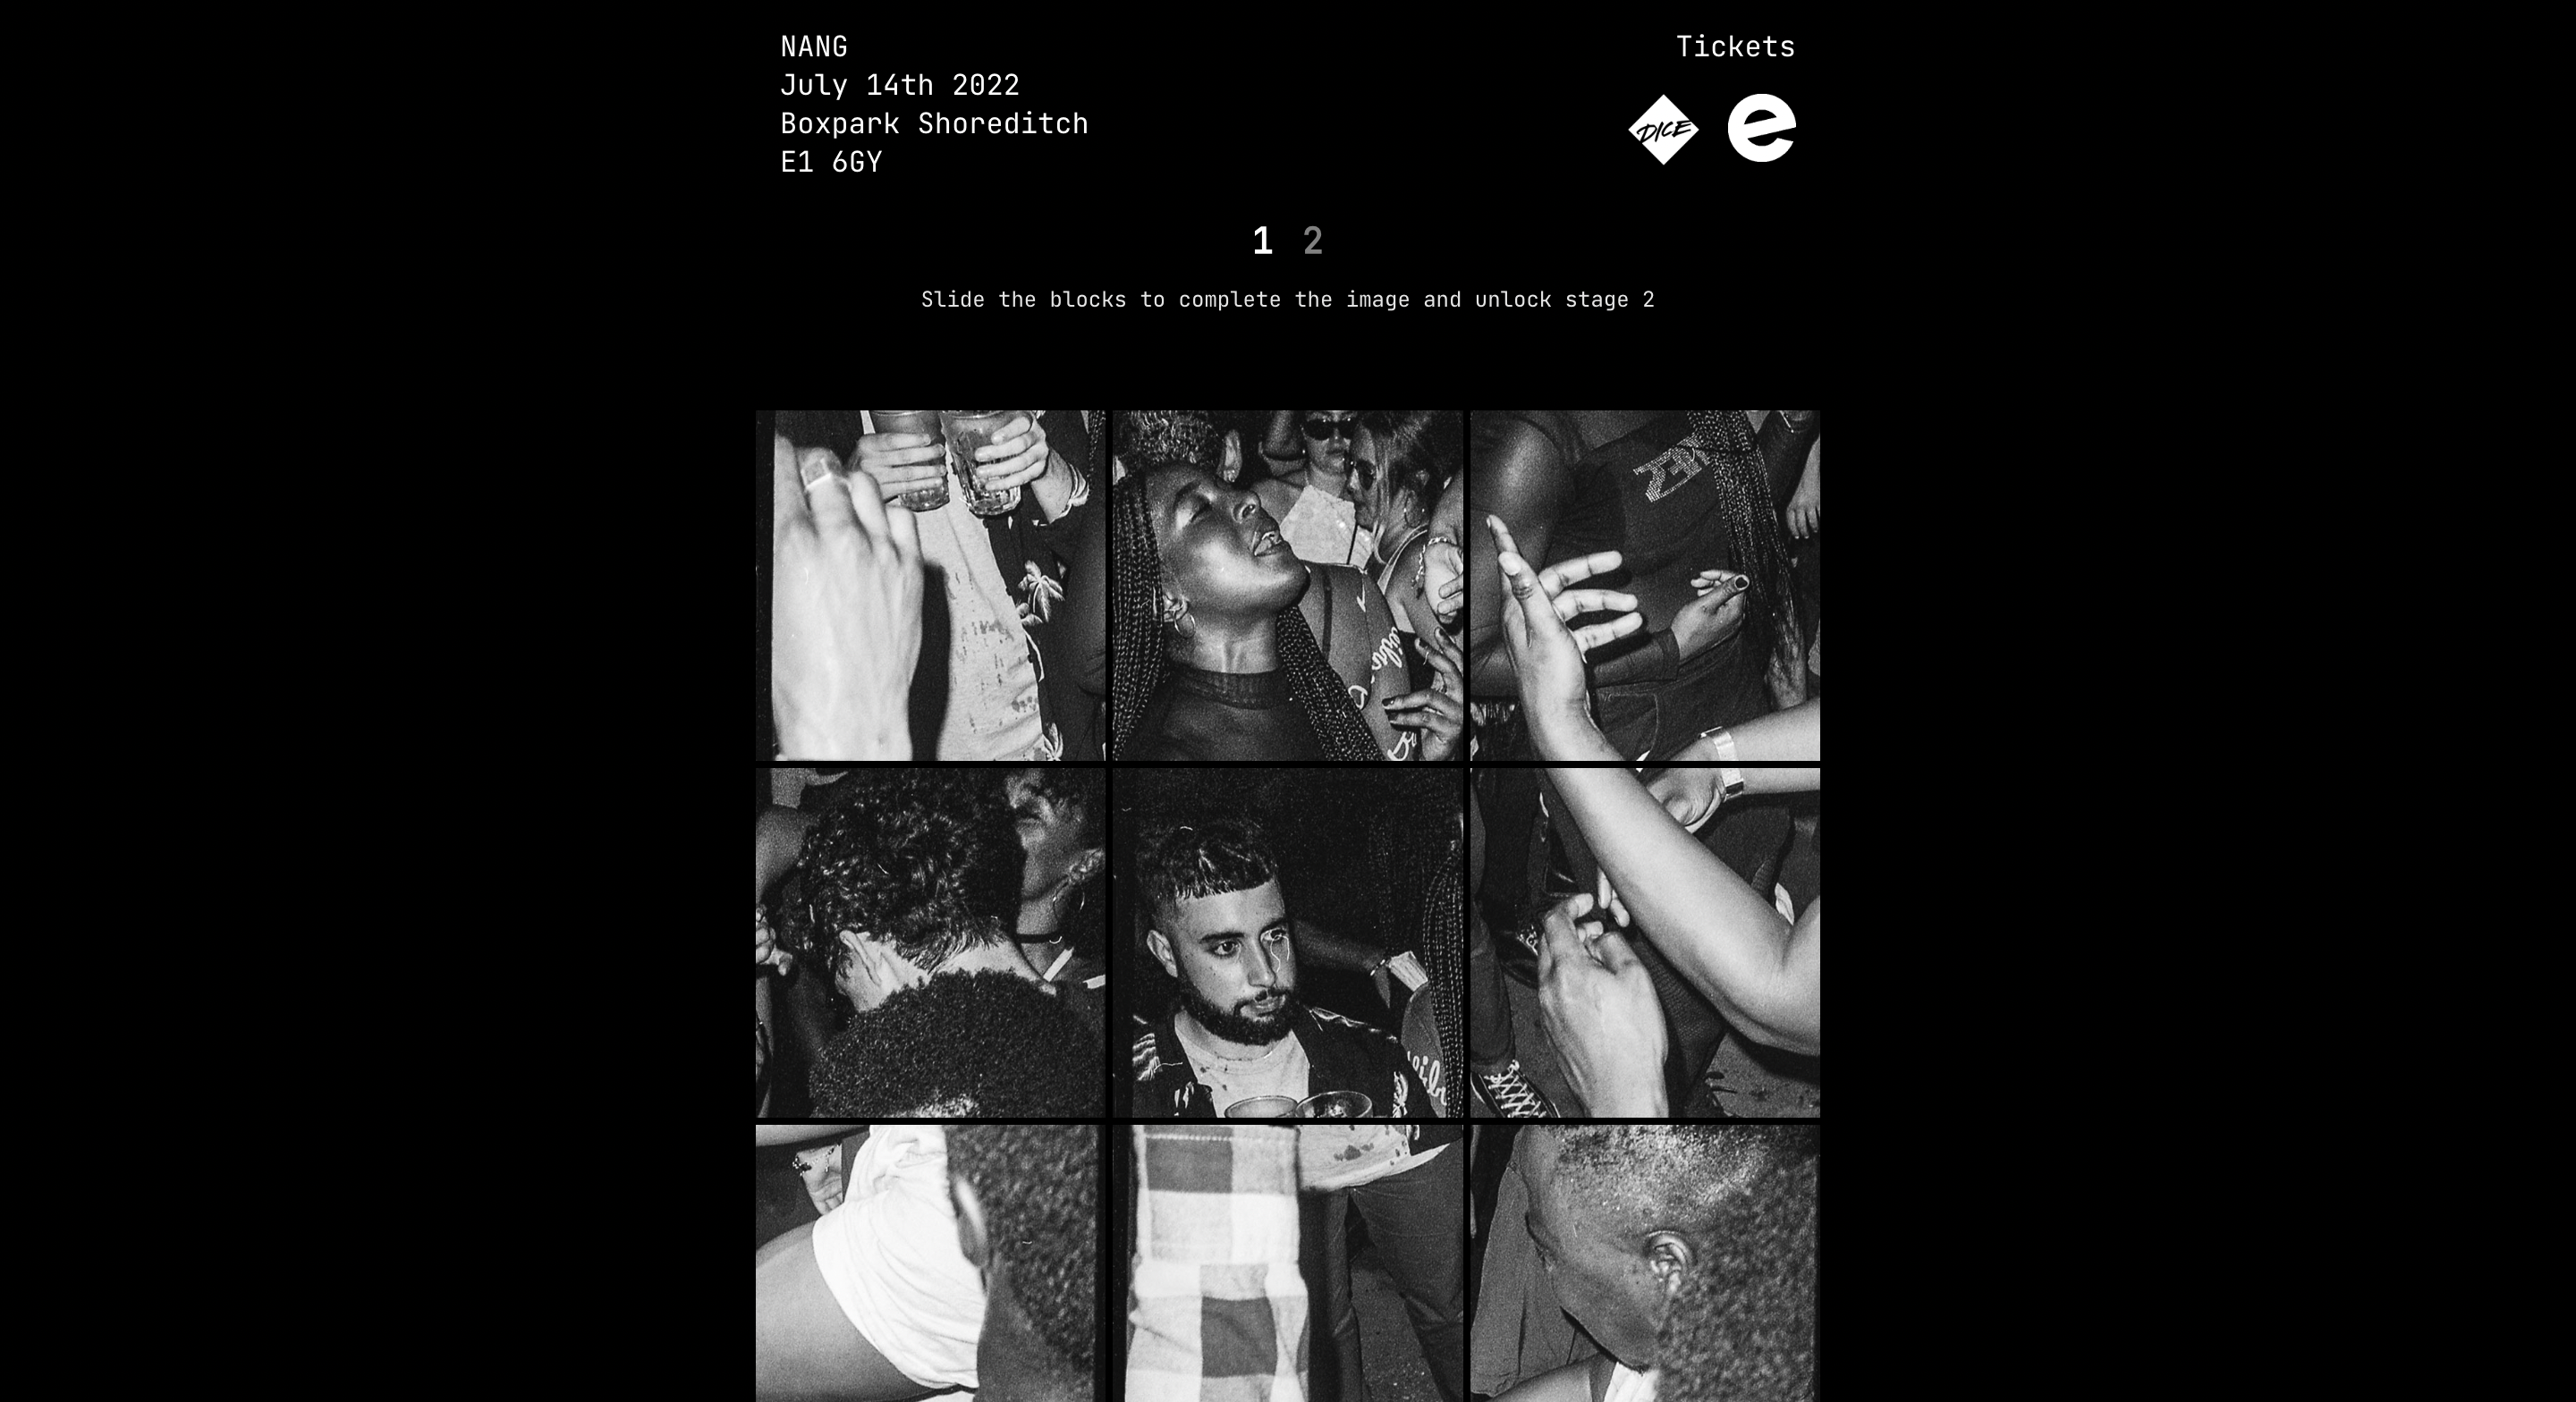 NANG
July 14th 2022
Boxpark Shoreditch
E1 6GY
Tickets
DICE
e
1 2
Slide the blocks to complete the image and unlock stage 2